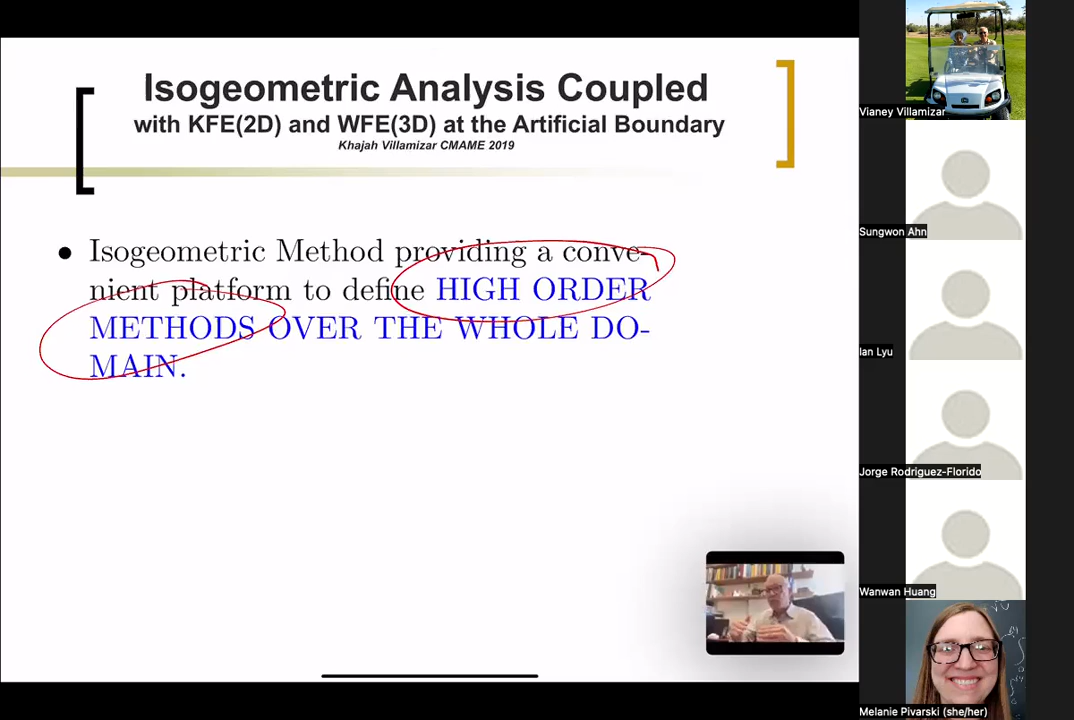 Isogeometric Analysis Coupled
with KFE(2D) and WFE(3D) at the Artificial Boundary
Khajah Villamizar CMAME 2019
• Isogeometric Method providing a conve-
nient platform to define HIGH ORDER
METHODS OVER THE WHOLE DO-
MAIN.
Vianey Villamizar
Sungwon Ahn
Ian Lyu
Jorge Rodriguez-Florido
Wanwan Huang
Melanie Pivarski (she/her)